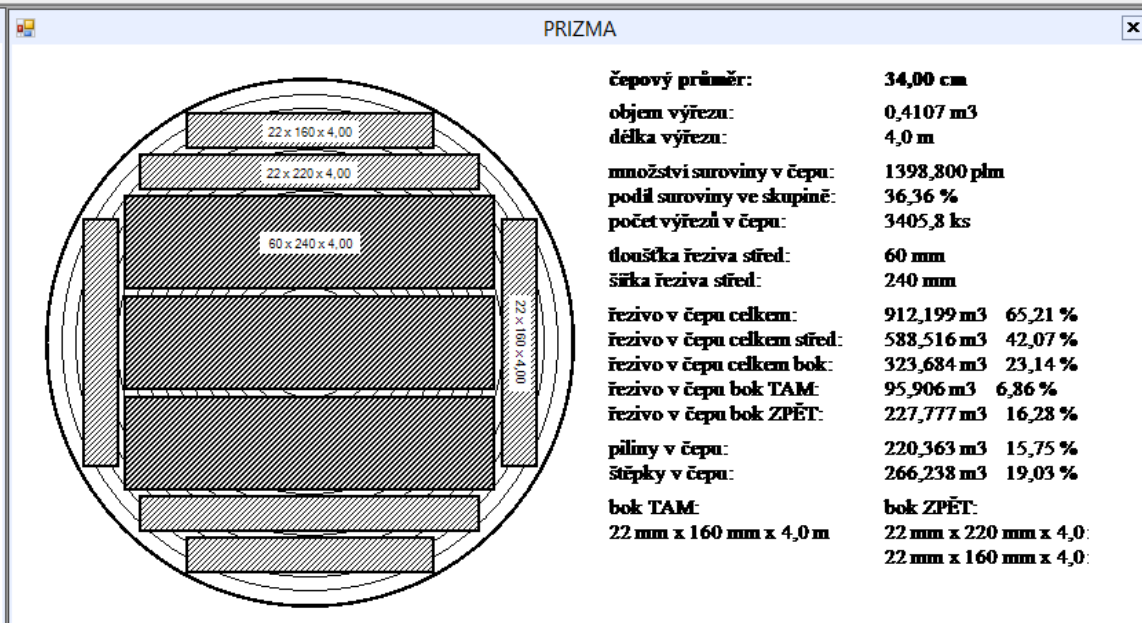 PRIZMA
22 x 160 x 4,00
22 x 220 x 4,00
60 x 240 x 4,00
22 x 160 x 4,00
čepový průměr: 34,00 cm
objem výřezu: 0,4107 m3
délka výřezu: 4,0 m
množství suroviny v čepu: 1398,800 plm
podíl suroviny ve skupině: 36,36 %
počet výřezů v čepu: 3405,8 ks
tloušťka řeziva střed: 60 mm
šířka řeziva střed: 240 mm
řezivo v čepu celkem: 912,199 m3 65,21 %
řezivo v čepu celkem střed: 588,516 m3 42,07 %
řezivo v čepu celkem bok: 323,684 m3 23,14 %
řezivo v čepu bok TAM: 95,906 m3 6,86 %
řezivo v čepu bok ZPĚT: 227,777 m3 16,28 %
piliny v čepu: 220,363 m3 15,75 %
štěpky v čepu: 266,238 m3 19,03 %
bok TAM: bok ZPĚT:
22 mm x 160 mm x 4,0 m 22 mm x 220 mm x 4,0
22 mm x 160 mm x 4,0